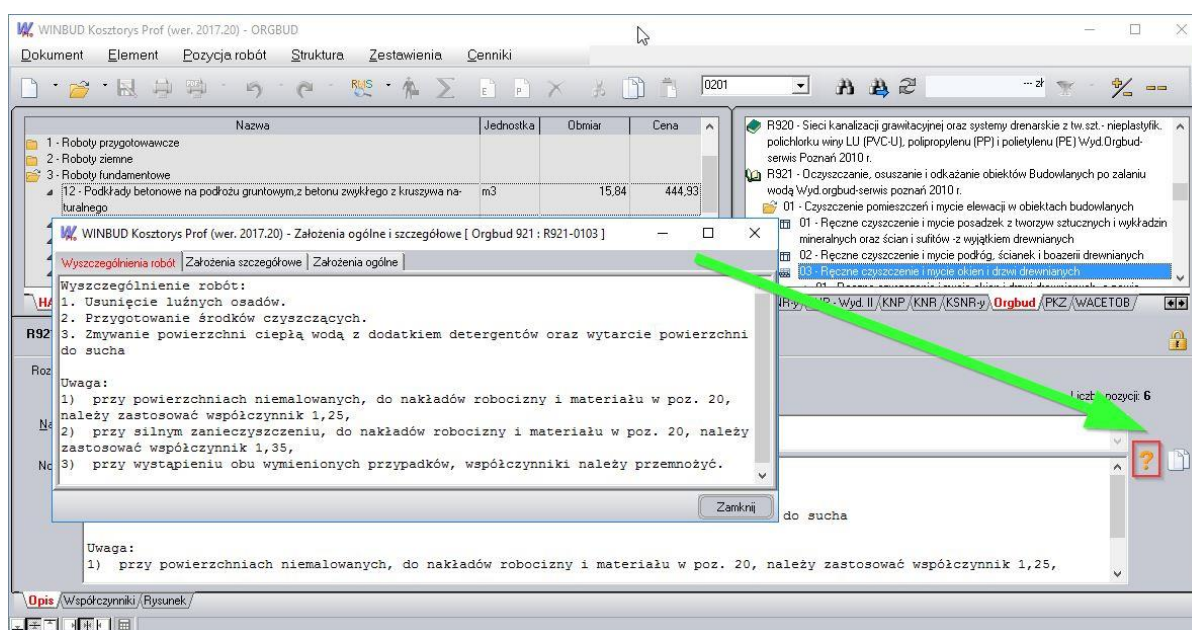 WINBUD Kosztorys Prof (wer. 2017.20) - ORGBUD
Dokument Element Pozycja robót Struktura Zestawienia Cenniki
RMS
0201
--- zł
Nazwa Jednostka Obmiar Cena
1 - Roboty przygotowawcze
2 - Roboty ziemne
3 - Roboty fundamentowe
12 - Podkłady betonowe na podłożu gruntowym,z betonu zwykłego z kruszywa na- m3 15,84 444,93
turalnego
R920 - Sieci kanalizacji grawitacyjnej oraz systemy drenarskie z tw.szt.- nieplastyfik.
polichlorku winy LU (PVC-U), polipropylenu (PP) i polietylenu (PE) Wyd.Orgbud-
serwis Poznań 2010 r.
R921 - Oczyszczanie, osuszanie i odkażanie obiektów Budowlanych po zalaniu
wodą Wyd.orgbud-serwis poznań 2010 r.
01 - Czyszczenie pomieszczeń i mycie elewacji w obiektach budowlanych
01 - Ręczne czyszczenie i mycie posadzek z tworzyw sztucznych i wykładzin
mineralnych oraz ścian i sufitów -z wyjątkiem drewnianych
02 - Ręczne czyszczenie i mycie podłóg, ścianek i boazerii drewnianych
03 - Ręczne czyszczenie i mycie okien i drzwi drewnianych
Wyd. II KNP KNR KSNR-y Orgbud PKZ WACETOB
WINBUD Kosztorys Prof (wer. 2017.20) - Założenia ogólne i szczegółowe [ Orgbud 921 : R921-0103 ]
Wyszczególnienia robót Założenia szczegółowe Założenia ogólne
Wyszczególnienie robót:
1. Usunięcie luźnych osadów.
2. Przygotowanie środków czyszczących.
3. Zmywanie powierzchni ciepłą wodą z dodatkiem detergentów oraz wytarcie powierzchni
do sucha
Uwaga:
1) przy powierzchniach niemalowanych, do nakładów robocizny i materiału w poz. 20,
należy zastosować współczynnik 1,25,
2) przy silnym zanieczyszczeniu, do nakładów robocizny i materiału w poz. 20, należy
zastosować współczynnik 1,35,
3) przy wystąpieniu obu wymienionych przypadków, współczynniki należy przemnożyć.
Zamknij
pozycji: 6
?
do sucha
Uwaga:
1) przy powierzchniach niemalowanych, do nakładów robocizny i materiału w poz. 20, należy zastosować współczynnik 1,25,
Opis Współczynniki Rysunek